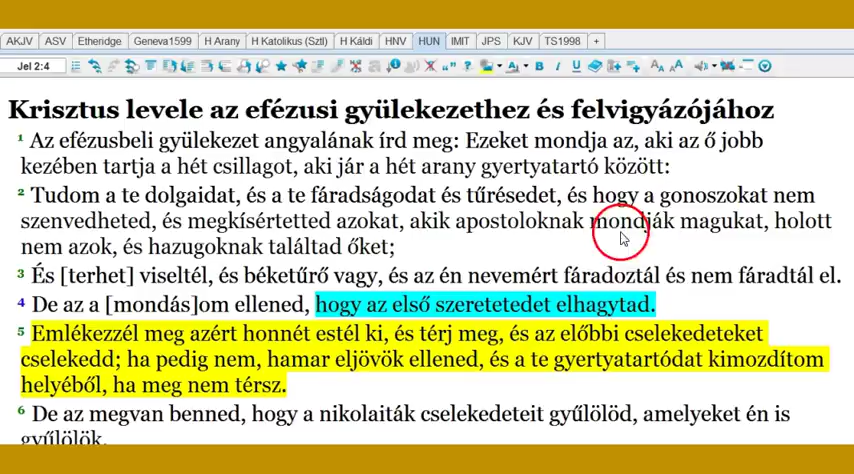 AKJV ASV Etheridge Geneva1599 H Arany H Katolikus (Sztl) H Káldi HNV HUN IMIT JPS KJV TS1998 +
Jel 2:4
Krisztus levele az efézusi gyülekezethez és felvigyázójához
1 Az efézusbeli gyülekezet angyalának írd meg: Ezeket mondja az, aki az ő jobb
kezében tartja a hét csillagot, aki jár a hét arany gyertyatartó között:
2 Tudom a te dolgaidat, és a te fáradságodat és tűrésedet, és hogy a gonoszokat nem
szenvedheted, és megkísértetted azokat, akik apostoloknak mondják magukat, holott
nem azok, és hazugoknak találtad őket;
3 És [terhet] viseltél, és béketűrő vagy, és az én nevemért fáradoztál és nem fáradtál el.
4 De az a [mondás]om ellened, hogy az első szeretetedet elhagytad.
5 Emlékezzél meg azért honnét estél ki, és térj meg, és az előbbi cselekedeteket
cselekedd; ha pedig nem, hamar eljövök ellened, és a te gyertyatartódat kimozdítom
helyéből, ha meg nem térsz.
6 De az megvan benned, hogy a nikolaiták cselekedeteit gyűlölöd, amelyeket én is
gyűlölök.